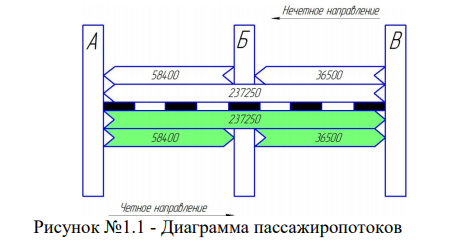 Нечетное направление
А Б В
58400 36500
237250
237250
58400 36500
Четное направление
Рисунок №1.1 - Диаграмма пассажиропотоков